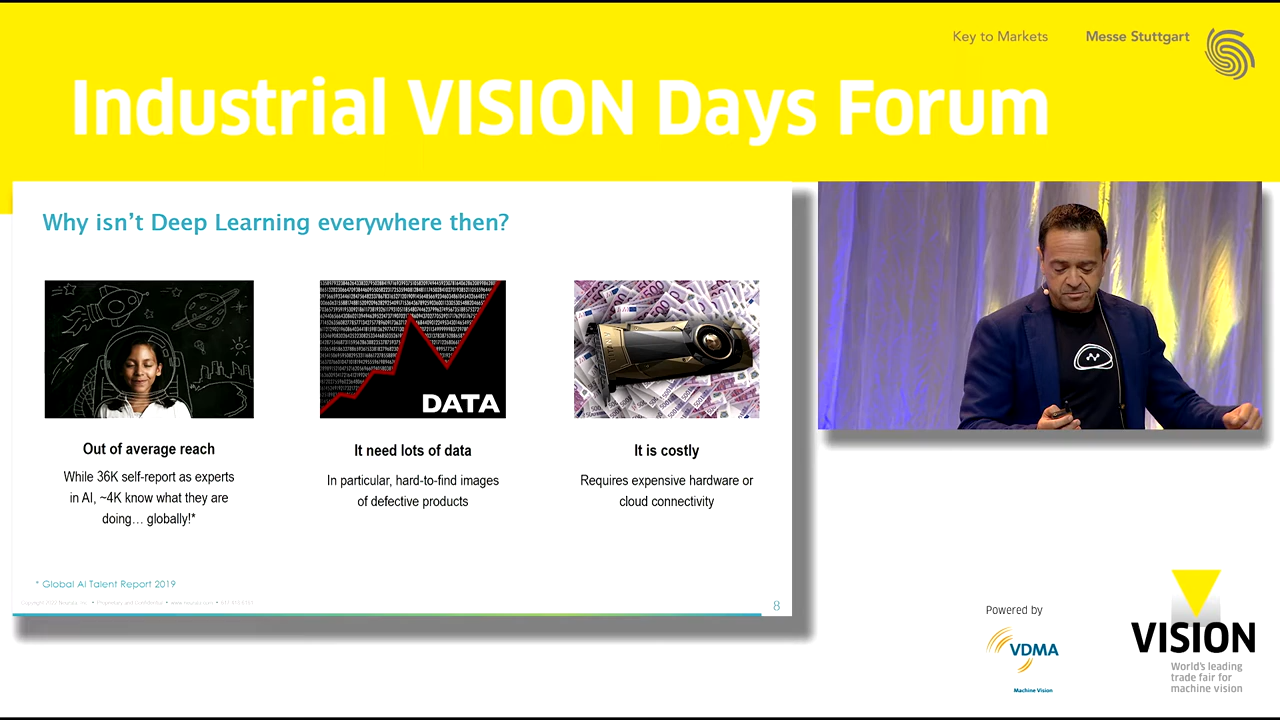 Key to Markets
Messe Stuttgart
Industrial VISION Days Forum
Why isn't Deep Learning everywhere then?
DATA
Out of average reach
While 36K self-report as experts
in AI, ~4K know what they are
doing… globally!*
It need lots of data
In particular, hard-to-find images
of defective products
It is costly
Requires expensive hardware or
cloud connectivity
* Global AI Talent Report 2019
8
Powered by
VDMA
Machine Vision
VISION
World's leading
trade fair for
machine vision